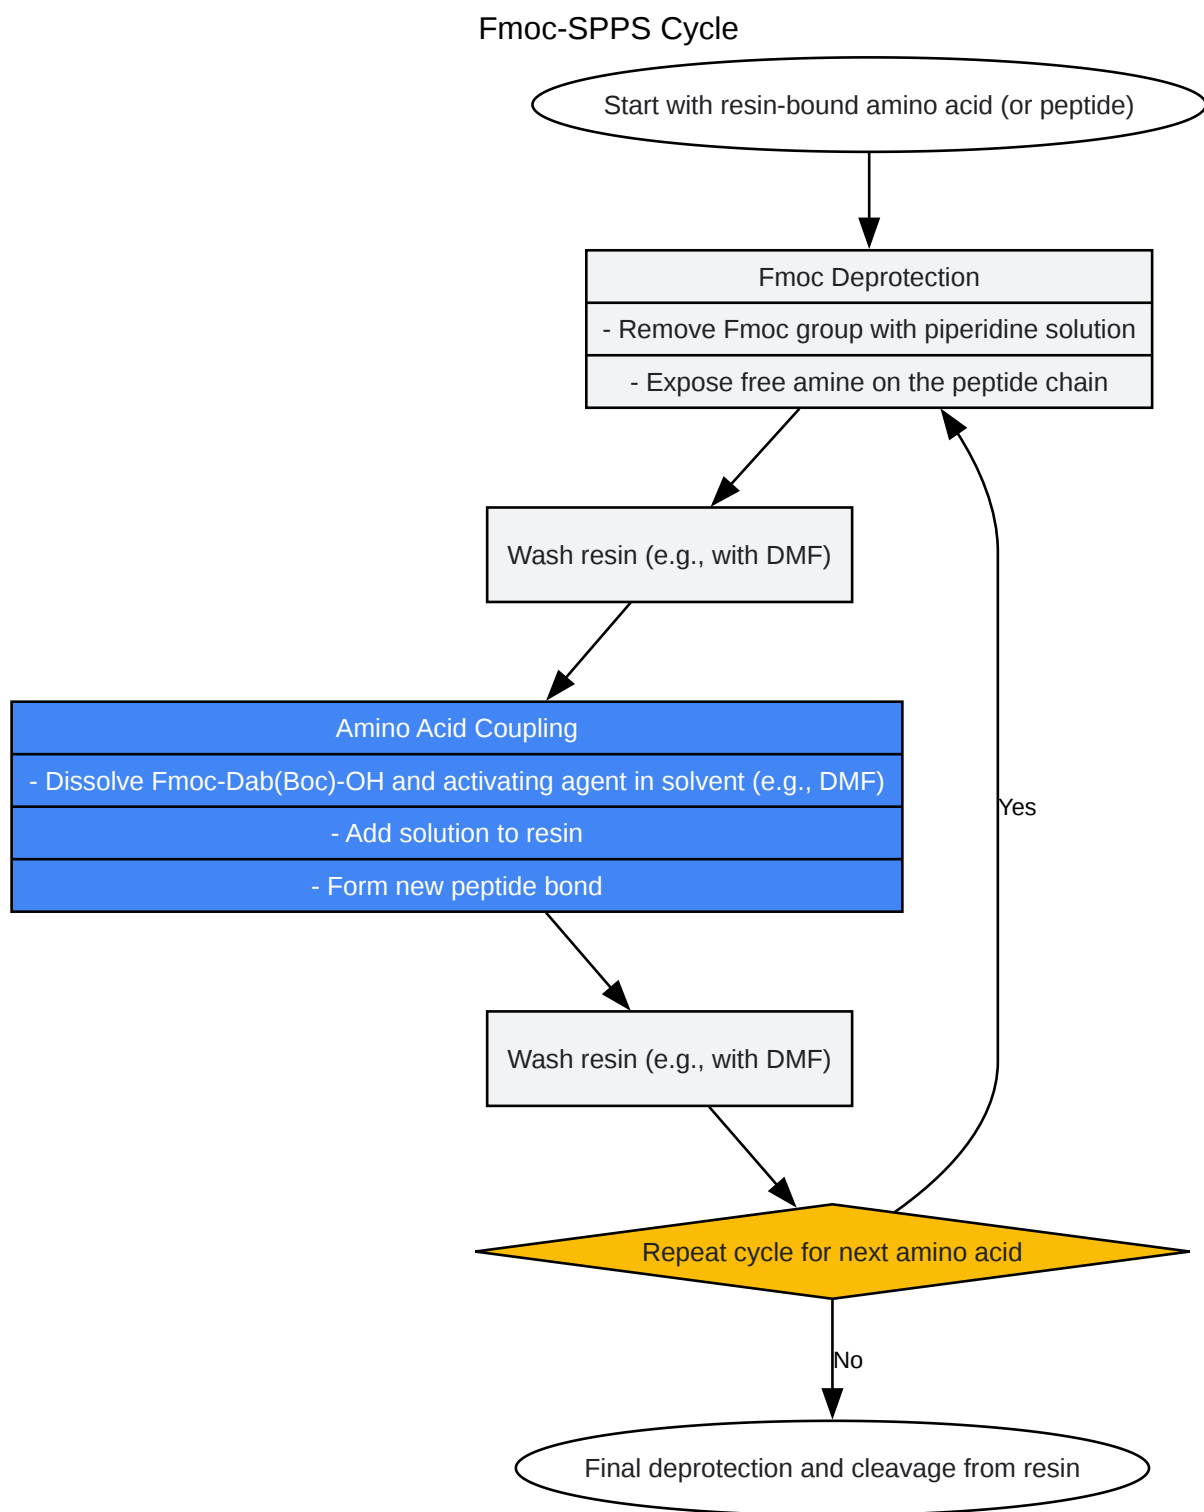 Fmoc-SPPS Cycle
Start with resin-bound amino acid (or peptide)
Fmoc Deprotection
- Remove Fmoc group with piperidine solution
- Expose free amine on the peptide chain
Wash resin (e.g., with DMF)
Amino Acid Coupling
- Dissolve Fmoc-Dab(Boc)-OH and activating agent in solvent (e.g., DMF)
- Add solution to resin
- Form new peptide bond
Yes
Wash resin (e.g., with DMF)
Repeat cycle for next amino acid
No
Final deprotection and cleavage from resin